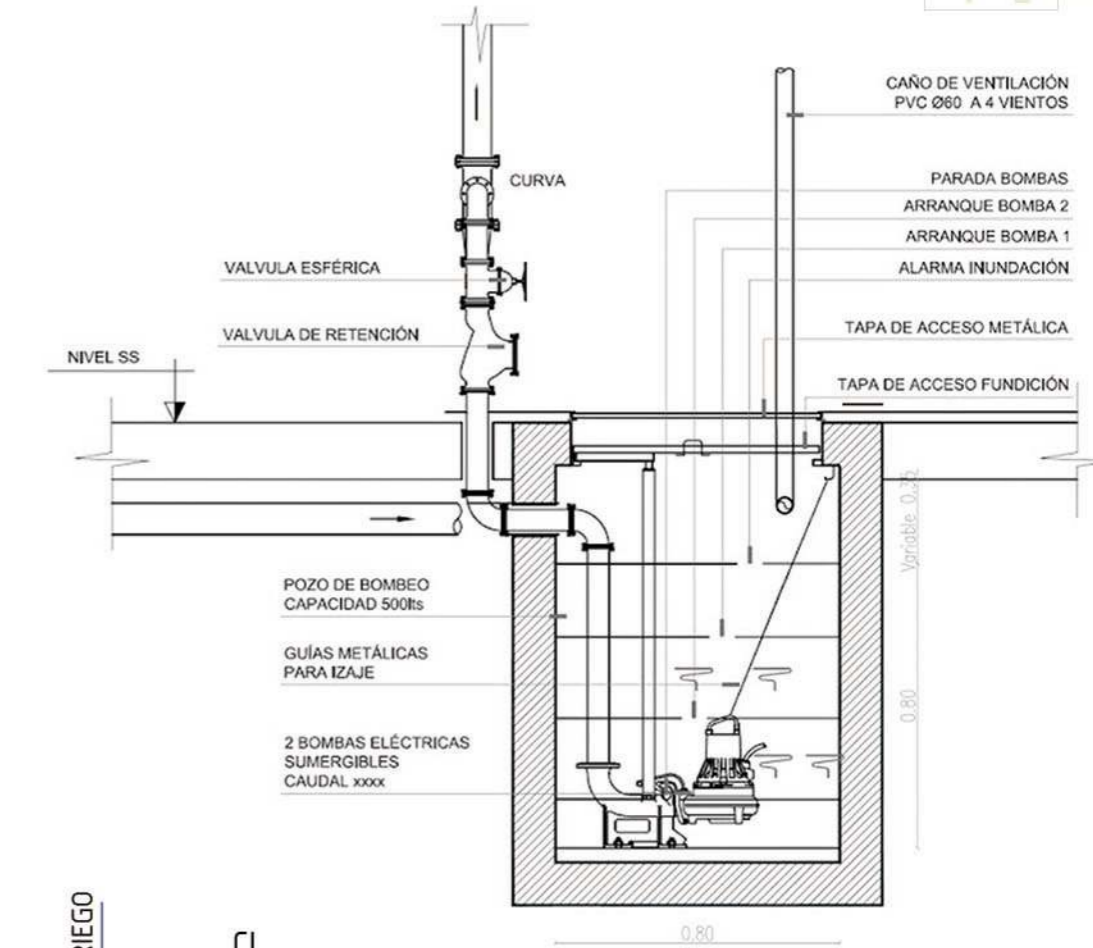 CAÑO DE VENTILACIÓN
PVC Ø60 A 4 VIENTOS
CURVA
PARADA BOMBAS
ARRANQUE BOMBA 2
ARRANQUE BOMBA 1
VALVULA ESFÉRICA
ALARMA INUNDACIÓN
VALVULA DE RETENCIÓN
TAPA DE ACCESO METÁLICA
NIVEL SS
TAPA DE ACCESO FUNDICIÓN
Variable 0,35
POZO DE BOMBEO
CAPACIDAD 500lts
GUÍAS METÁLICAS
PARA IZAJE
0.80
2 BOMBAS ELÉCTRICAS
SUMERGIBLES
CAUDAL xxxx
RIEGO
0,80